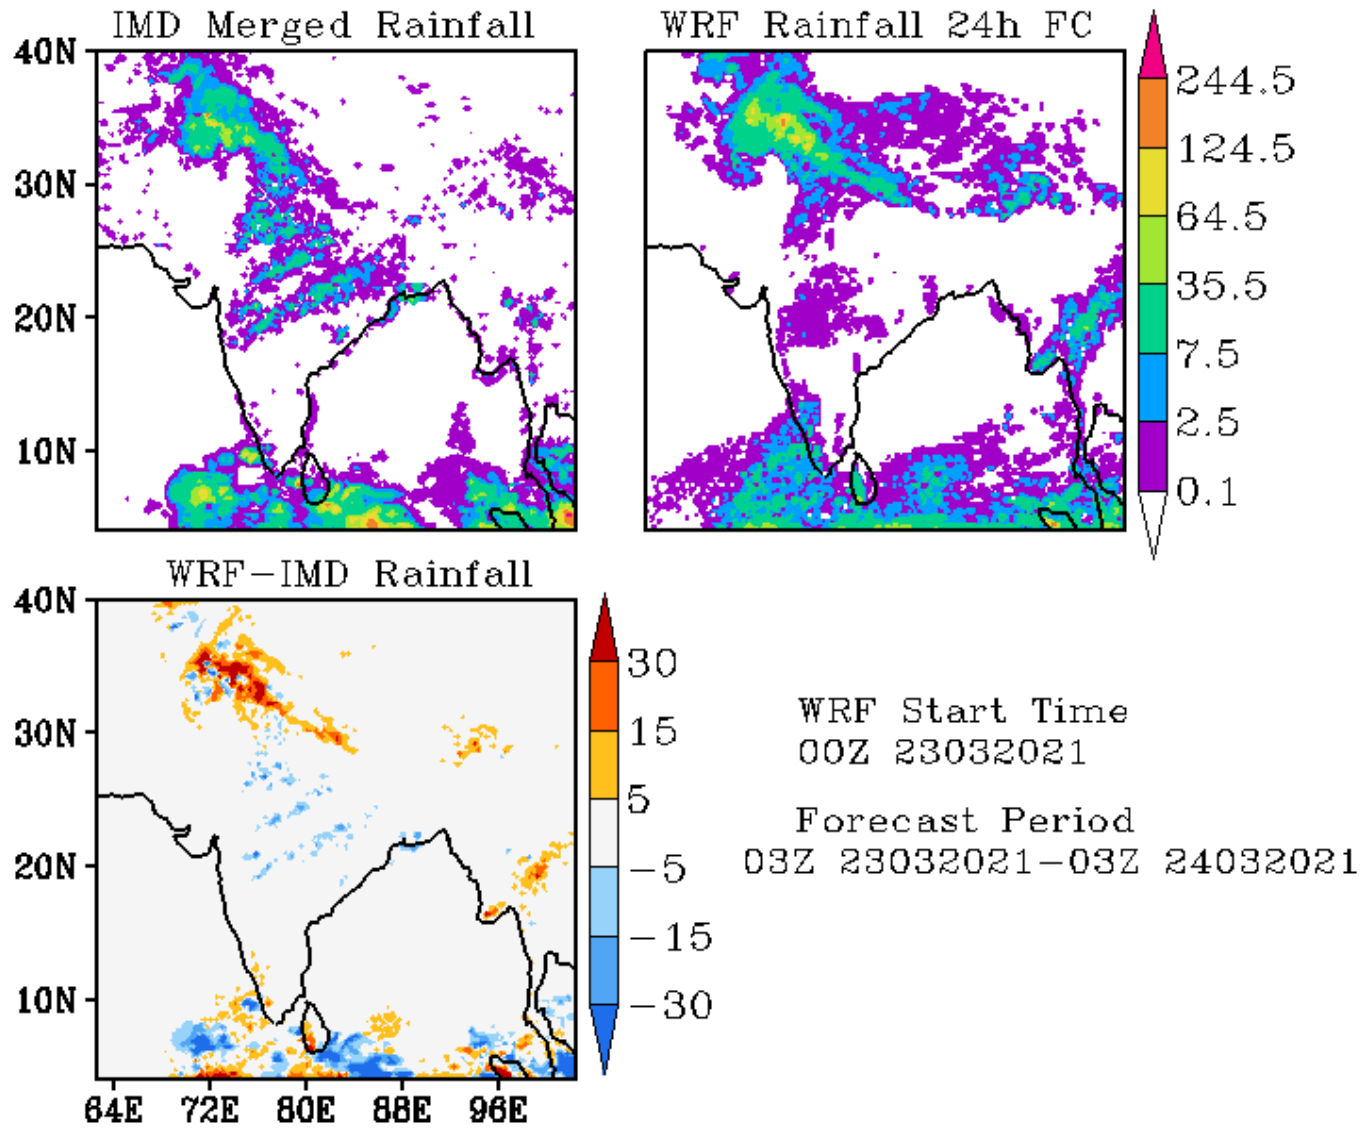 IMD Merged Rainfall
WRF Rainfall 24h FC
40N
30N
20N
10N
244.5
124.5
64.5
35.5
7.5
2.5
0.1
WRF-IMD Rainfall
40N
30N
20N
10N
64E 72E 80E 88E 96E
30
15
5
-5
-15
-30
WRF Start Time
00Z 23032021
Forecast Period
03Z 23032021-03Z 24032021